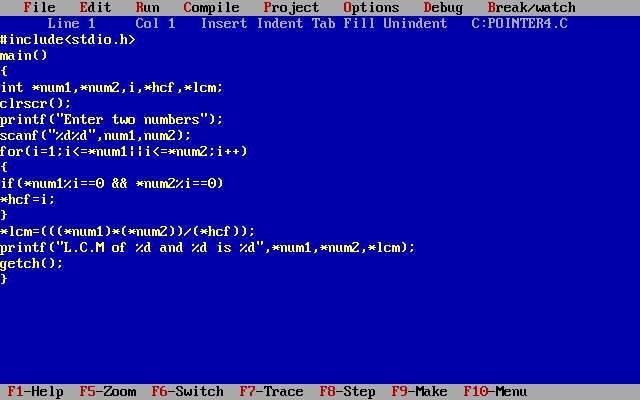 File Edit Run Compile Project Options Debug Break/watch
Line 1 Col 1 Insert Indent Tab Fill Unindent C:POINTER4.C
#include<stdio.h>
main()
{
int *num1,*num2,i,*hcf,*lcm;
clrscr();
printf("Enter two numbers");
scanf("%d%d",num1,num2);
for(i=1;i<=*num1||i<=*num2;i++)
{
if(*num1%i==0 && *num2%i==0)
*hcf=i;
}
*lcm=(((*num1)*(*num2))/(*hcf));
printf("L.C.M of %d and %d is %d",*num1,*num2,*lcm);
getch();
}
F1-Help F5-Zoom F6-Switch F7-Trace F8-Step F9-Make F10-Menu